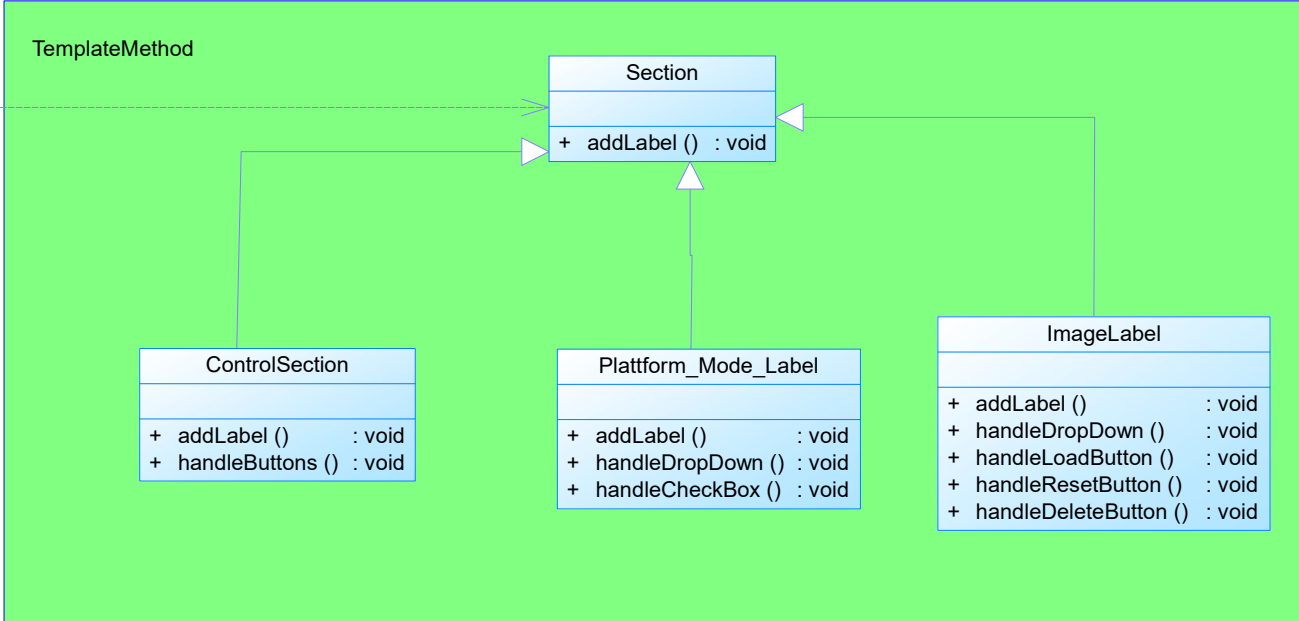 TemplateMethod
Section
+ addLabel () : void
ControlSection
+ addLabel () : void
+ handleButtons () : void
Plattform_Mode_Label
+ addLabel () : void
+ handleDropDown () : void
+ handleCheckBox () : void
ImageLabel
+ addLabel () : void
+ handleDropDown () : void
+ handleLoadButton () : void
+ handleResetButton () : void
+ handleDeleteButton () : void